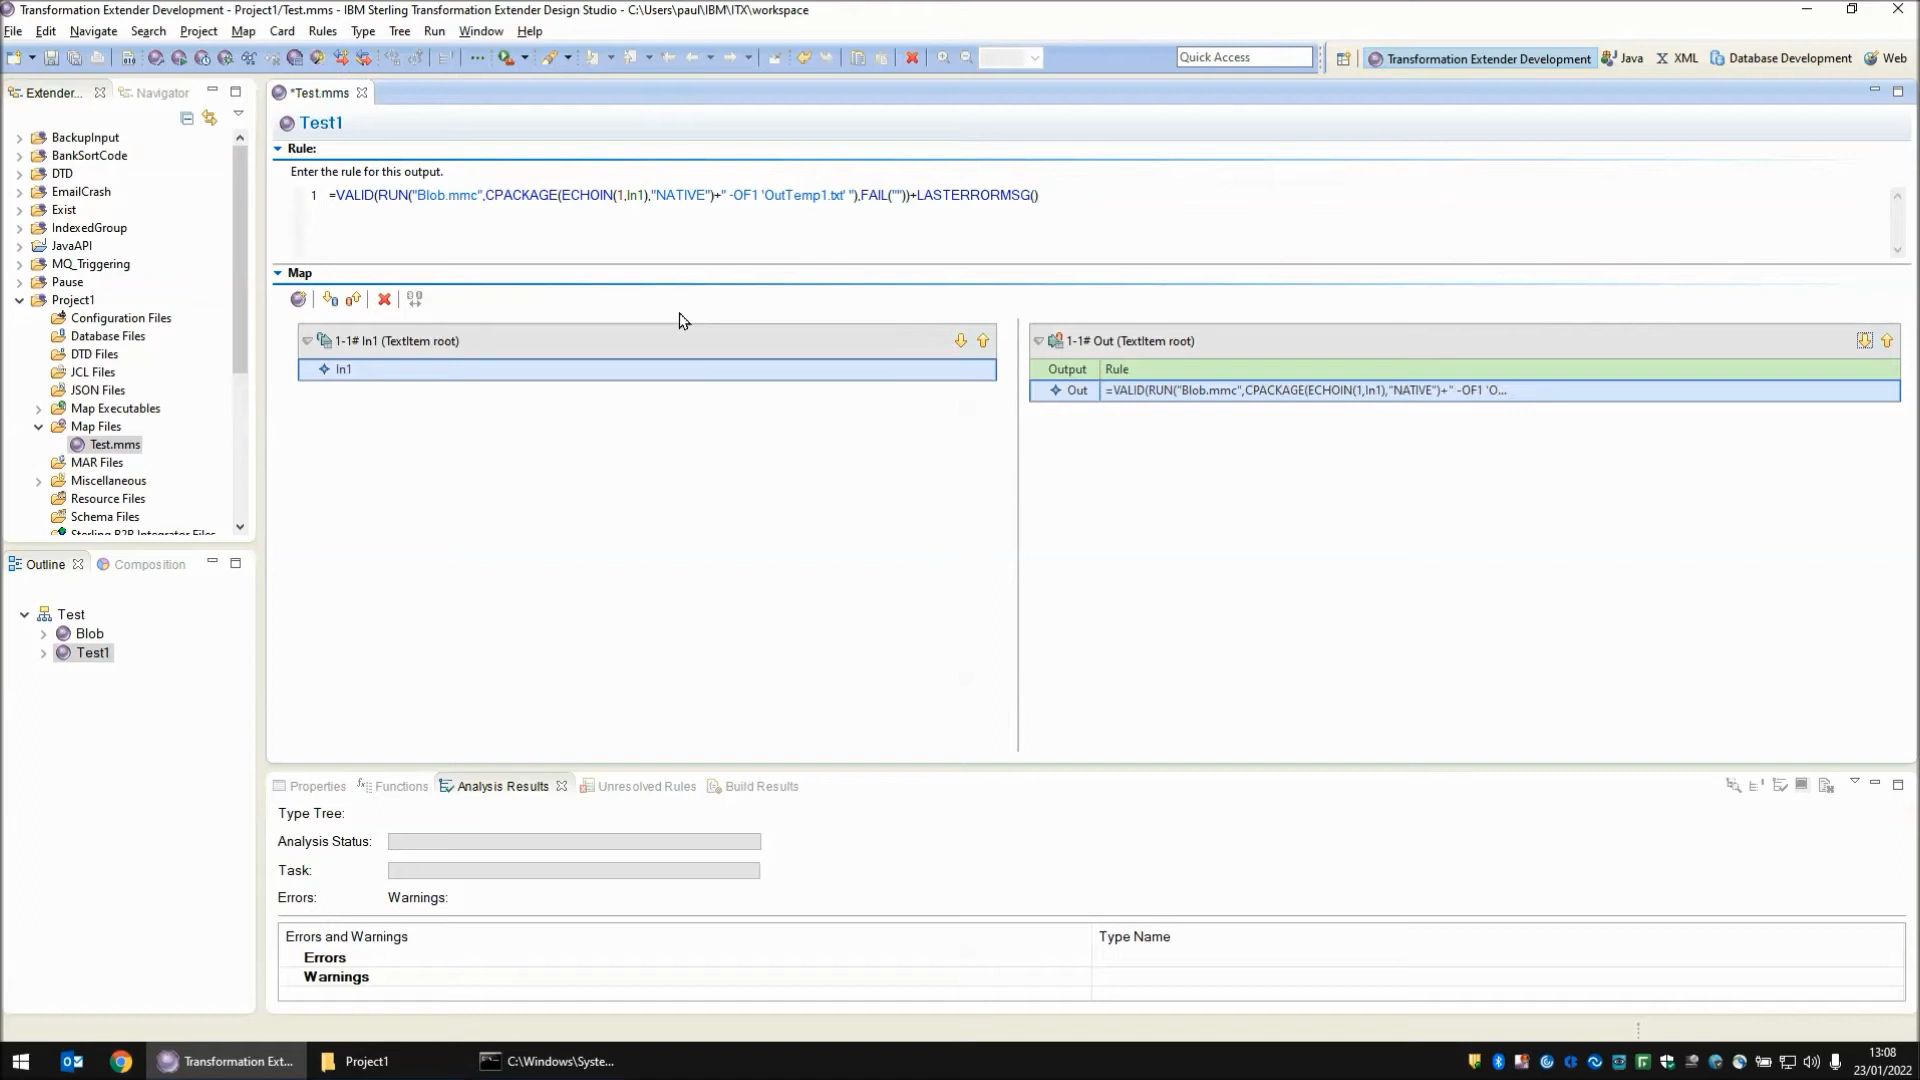 Transformation Extender Development - Project1/Test.mms - IBM Sterling Transformation Extender Design Studio - C:\Users\paul\IBM\ITX\workspace
File Edit Navigate Search Project Map Card Rules Type Tree Run Window Help
Quick Access
Transformation Extender Development
Java
X XML
Database Development
Web
Extender...
Navigator
BackupInput
BankSortCode
DTD
EmailCrash
Exist
IndexedGroup
JavaAPI
MQ_Triggering
Pause
Project1
Configuration Files
Database Files
DTD Files
JCL Files
JSON Files
Map Executables
Map Files
Test.mms
MAR Files
Miscellaneous
Resource Files
Schema Files
Sterling B2B Integrator Files
Outline
Composition
Test
Blob
Test1
*Test.mms
Test1
Rule:
Enter the rule for this output.
1 =VALID(RUN("Blob.mmc",CPACKAGE(ECHOIN(1,In1),"NATIVE")+" -OF1 'OutTemp1.txt' "),FAIL(""))+LASTERRORMSG()
Map
1-1# In1 (TextItem root)
In1
1-1# Out (TextItem root)
Output Rule
Out =VALID(RUN("Blob.mmc",CPACKAGE(ECHOIN(1,In1),"NATIVE")+" -OF1 'O...
Properties
Functions
Analysis Results
Unresolved Rules
Build Results
Type Tree:
Analysis Status:
Task:
Errors: Warnings:
Errors and Warnings Type Name
Errors
Warnings
Transformation Ext...
Project1
C:\Windows\Syste...
13:08
23/01/2022